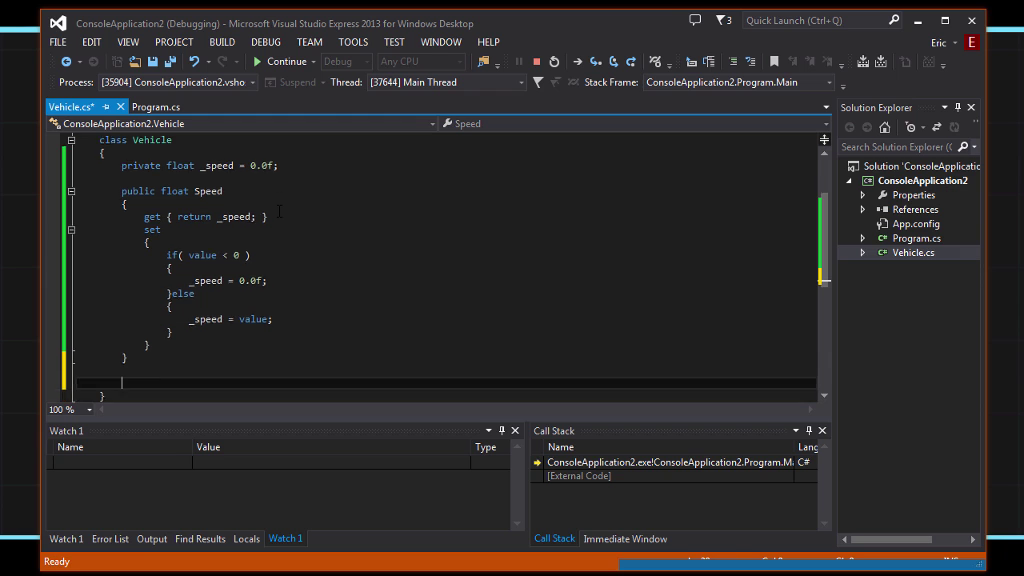 ConsoleApplication2 (Debugging) - Microsoft Visual Studio Express 2013 for Windows Desktop
3
Quick Launch (Ctrl+Q)
FILE EDIT VIEW PROJECT BUILD DEBUG TEAM TOOLS TEST WINDOW HELP
Eric E
Continue Debug Any CPU
Process: [35904] ConsoleApplication2.vsho Suspend Thread: [37644] Main Thread Stack Frame: ConsoleApplication2.Program.Main
Vehicle.cs* Program.cs
ConsoleApplication2.Vehicle Speed
class Vehicle
{
private float _speed = 0.0f;
public float Speed
{
get { return _speed; }
set
{
if( value < 0 )
{
_speed = 0.0f;
}else
{
_speed = value;
}
}
}
}
100 %
Solution Explorer
Search Solution Explorer (
Solution 'ConsoleApplicatio
ConsoleApplication2
Properties
References
App.config
C# Program.cs
C# Vehicle.cs
Watch 1
Name Value Type
Call Stack
Name Lang
ConsoleApplication2.exe!ConsoleApplication2.Program.M C#
[External Code]
Watch 1 Error List Output Find Results Locals Watch 1
Call Stack Immediate Window
Ready